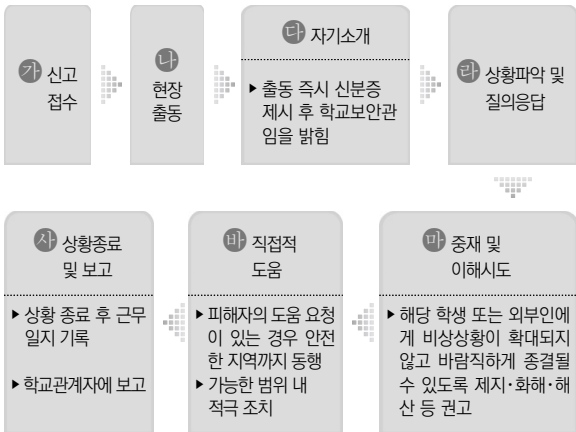 가 신고
접수
나
현장
출동
다 자기소개
▶ 출동 즉시 신분증
제시 후 학교보안관
임을 밝힘
라 상황파악 및
질의응답
마 중재 및
이해시도
▶ 해당 학생 또는 외부인에
게 비상상황이 확대되지
않고 바람직하게 종결될
수 있도록 제지·화해·해
산 등 권고
바 직접적
도움
▶ 피해자의 도움 요청
이 있는 경우 안전
한 지역까지 동행
▶ 가능한 범위 내
적극 조치
사 상황종료
및 보고
▶ 상황 종료 후 근무
일지 기록
▶ 학교관계자에 보고